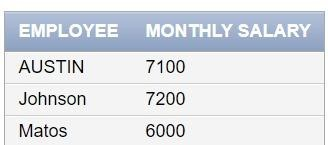 EMPLOYEE MONTHLY SALARY
AUSTIN 7100
Johnson 7200
Matos 6000